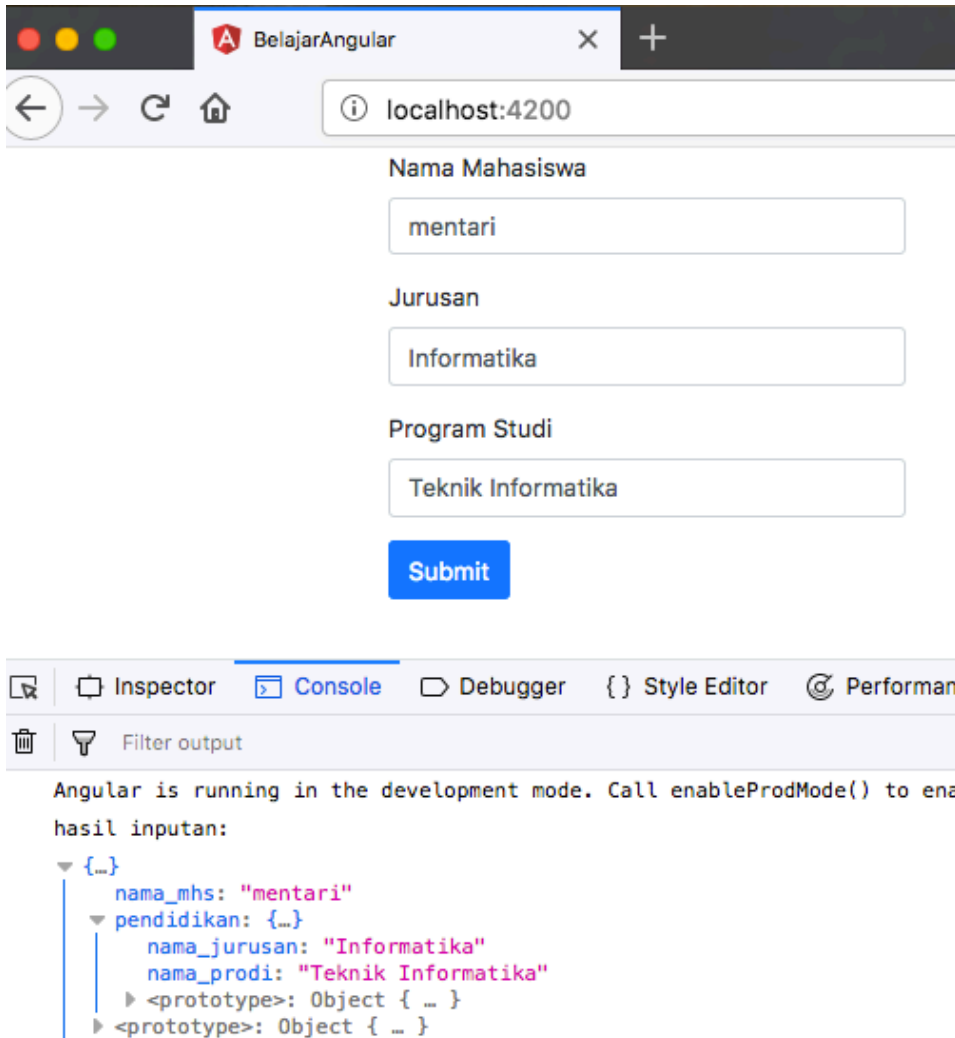 BelajarAngular
localhost:4200
Nama Mahasiswa
mentari
Jurusan
Informatika
Program Studi
Teknik Informatika
Submit
Inspector Console Debugger { } Style Editor Performan
Filter output
Angular is running in the development mode. Call enableProdMode() to ena
hasil inputan:
{…}
nama_mhs: "mentari"
pendidikan: {…}
nama_jurusan: "Informatika"
nama_prodi: "Teknik Informatika"
<prototype>: Object { … }
<prototype>: Object { … }